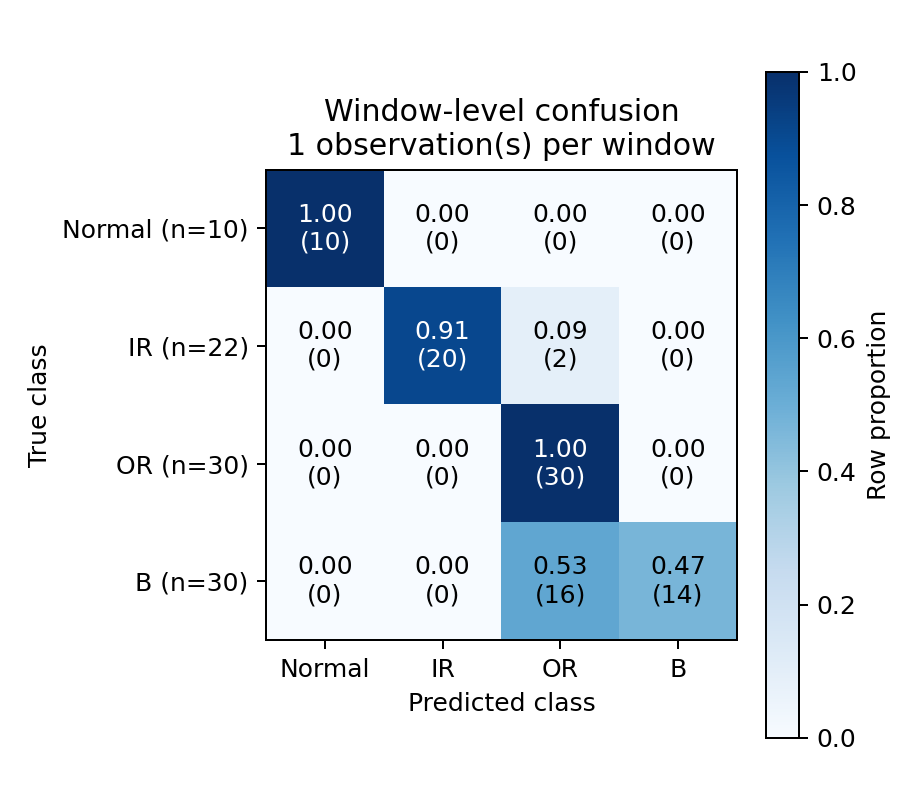 Window-level confusion
1 observation(s) per window
True class
Normal (n=10)
1.00 0.00 0.00 0.00
(10) (0) (0) (0)
IR (n=22)
0.00 0.91 0.09 0.00
(0) (20) (2) (0)
OR (n=30)
0.00 0.00 1.00 0.00
(0) (0) (30) (0)
B (n=30)
0.00 0.00 0.53 0.47
(0) (0) (16) (14)
Normal IR OR B
Predicted class
1.0
0.8
0.6
0.4
0.2
0.0
Row proportion